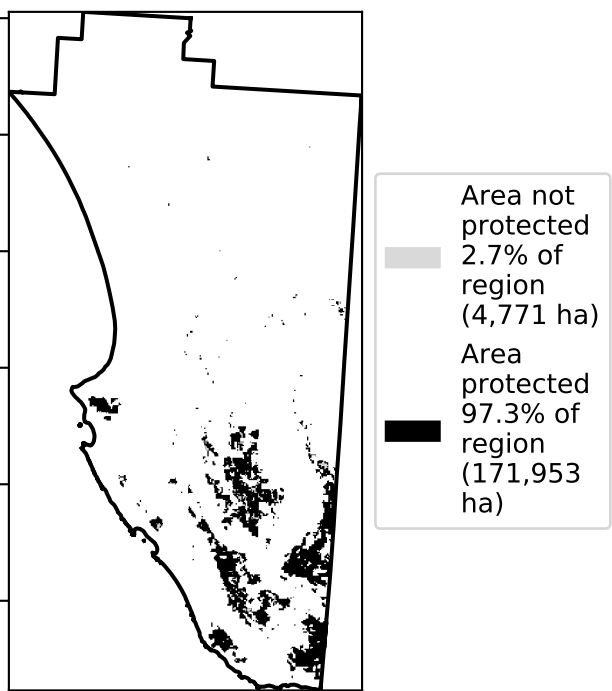 Area not
protected
2.7% of
region
(4,771 ha)
Area
protected
97.3% of
region
(171,953
ha)